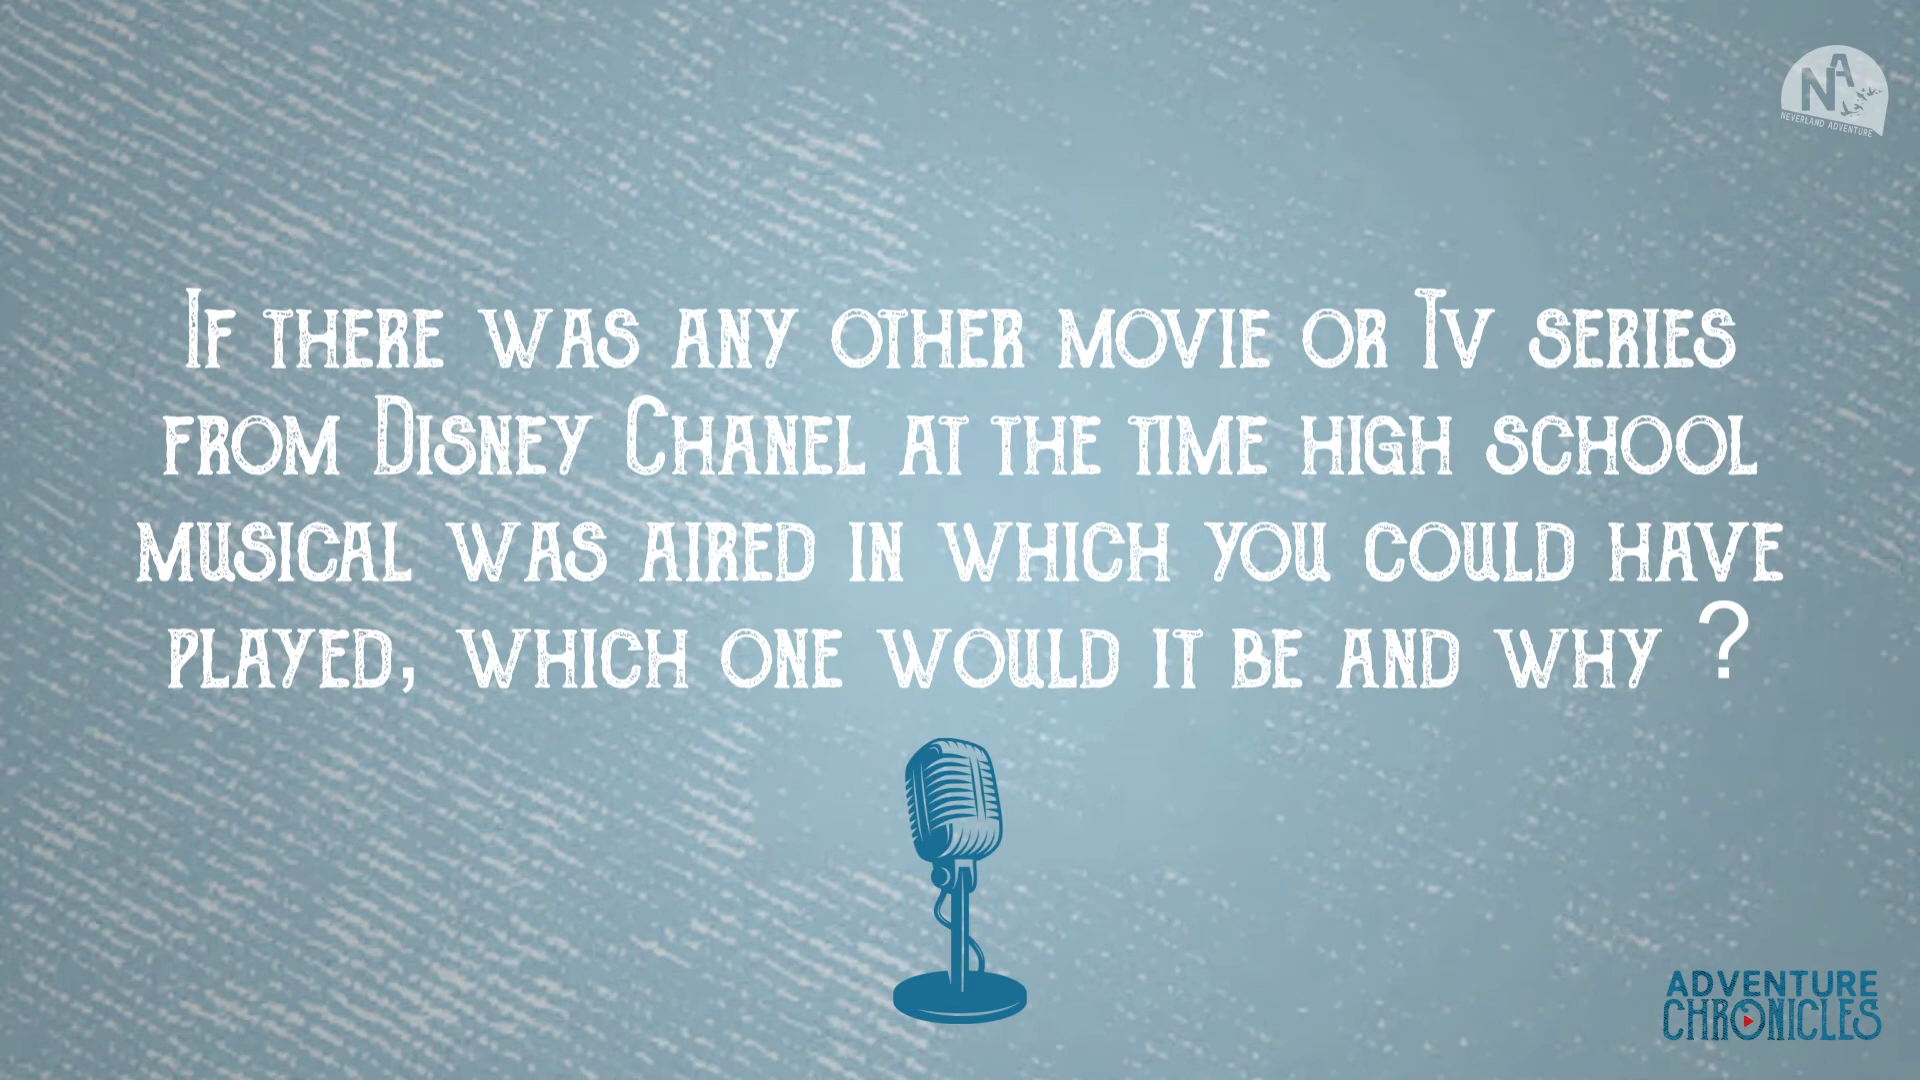 NA
NEVERLAND ADVENTURE
If there was any other movie or Tv series
from Disney Chanel at the time high school
musical was aired in which you could have
played, which one would it be and why ?
ADVENTURE
CHRONICLES